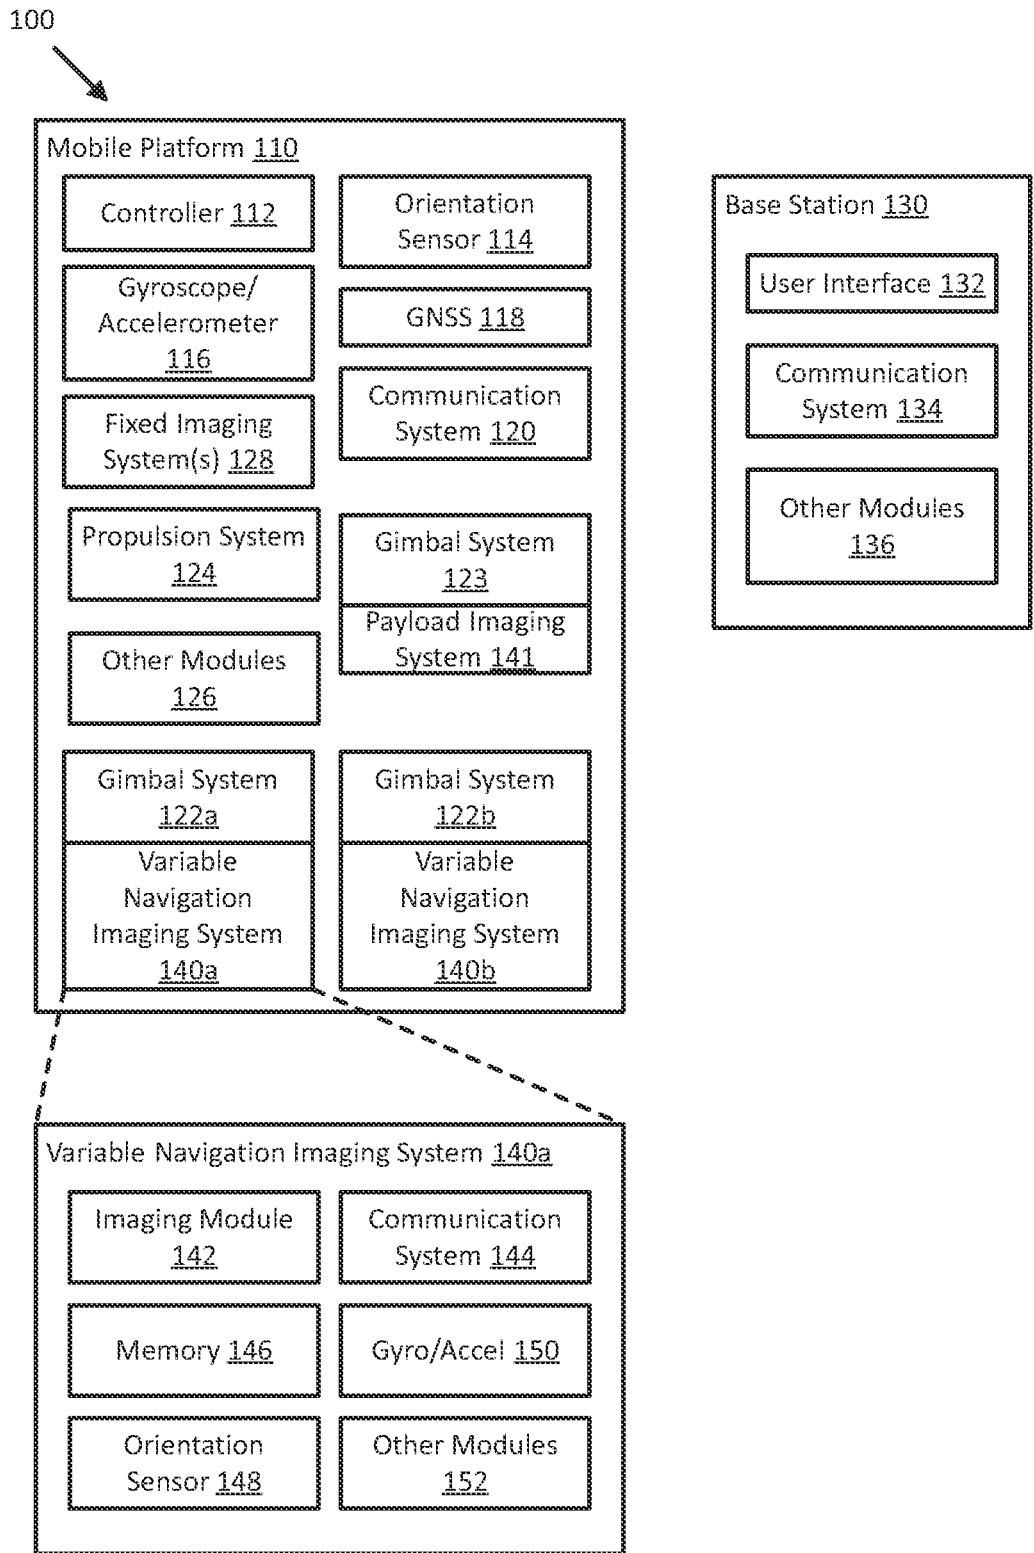 100
Mobile Platform 110
Controller 112
Orientation
Sensor 114
Gyroscope/
Accelerometer
116
GNSS 118
Fixed Imaging
System(s) 128
Communication
System 120
Propulsion System
124
Gimbal System
123
Payload Imaging
System 141
Other Modules
126
Gimbal System
122a
Variable
Navigation
Imaging System
140a
Gimbal System
122b
Variable
Navigation
Imaging System
140b
Base Station 130
User Interface 132
Communication
System 134
Other Modules
136
Variable Navigation Imaging System 140a
Imaging Module
142
Communication
System 144
Memory 146
Gyro/Accel 150
Orientation
Sensor 148
Other Modules
152